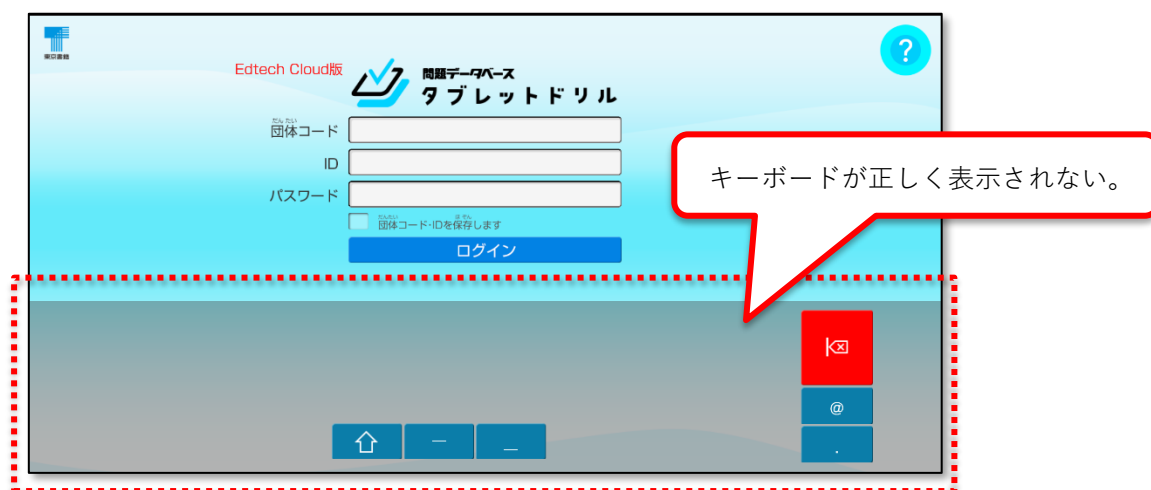 東京書籍
Edtech Cloud版
問題データベース
タブレットドリル
?
だんたい
団体コード
ID
パスワード
だんたい ほぞん
団体コード・IDを保存します
ログイン
キーボードが正しく表示されない。
@
－ _ .